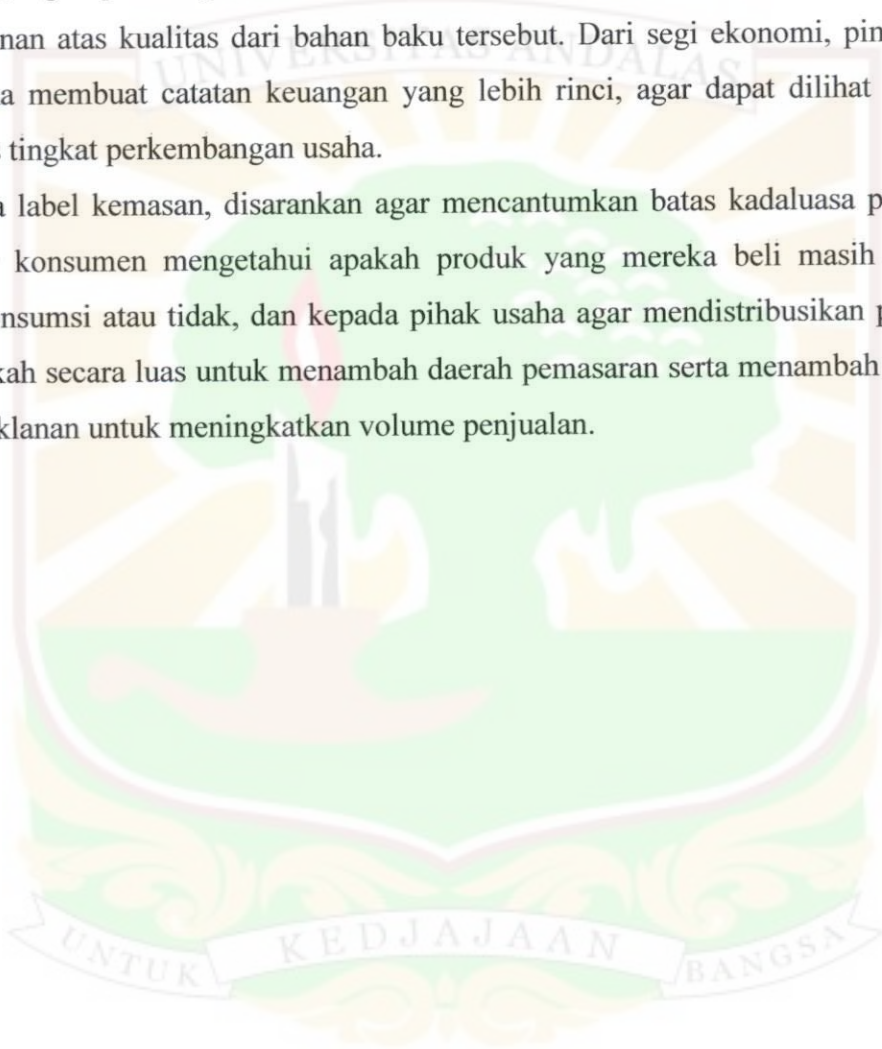 nan atas kualitas dari bahan baku tersebut. Dari segi ekonomi, pin
a membuat catatan keuangan yang lebih rinci, agar dapat dilihat
tingkat perkembangan usaha.
label kemasan, disarankan agar mencantumkan batas kadaluasa p
konsumen mengetahui apakah produk yang mereka beli masih
nsumsi atau tidak, dan kepada pihak usaha agar mendistribusikan p
kah secara luas untuk menambah daerah pemasaran serta menambah
klanan untuk meningkatkan volume penjualan.
UNIVERSITAS ANDALAS
UNTUK KEDJAJAAN BANGSA